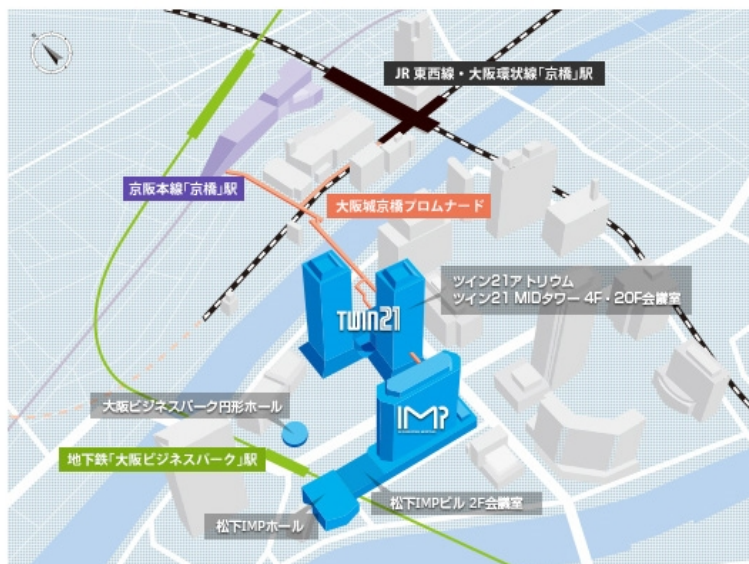 JR 東西線・大阪環状線「京橋」駅
京阪本線「京橋」駅
大阪城京橋プロムナード
ツイン21アトリウム
ツイン21 MIDタワー 4F・20F会議室
TWIN21
大阪ビジネスパーク円形ホール
IMP
地下鉄「大阪ビジネスパーク」駅
松下IMPビル 2F会議室
松下IMPホール